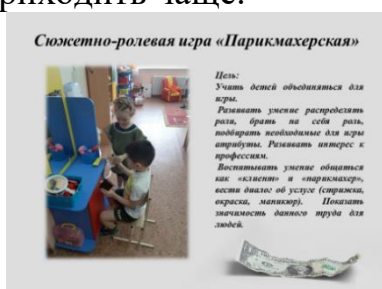 приходить чаще.
Сюжетно-ролевая игра «Парикмахерская»
Цель:
Учить детей объединяться для
игры.
Развивать умение распределять
роли, брать на себя роль,
подбирать необходимые для игры
атрибуты. Развивать интерес к
профессиям.
Воспитывать умение общаться
как «клиент» и «парикмахер»,
вести диалог об услуге (стрижка,
окраска, маникюр). Показать
значимость данного труда для
людей.